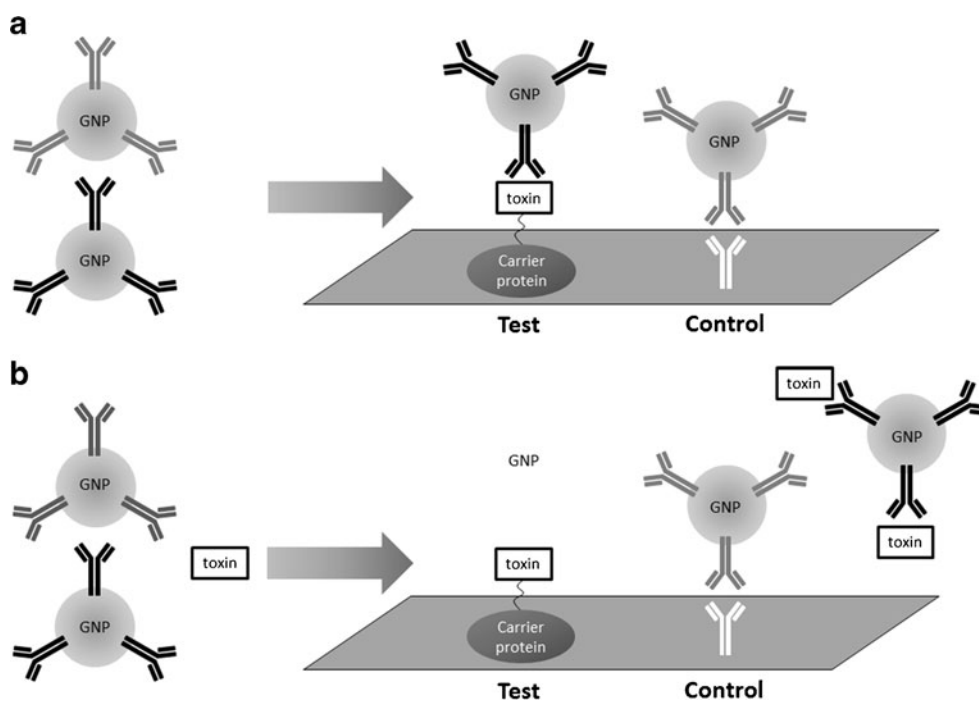 a
GNP
GNP
GNP
GNP
toxin
Carrier
protein
Test
Control
b
GNP
GNP
toxin
GNP
toxin
Carrier
protein
GNP
toxin
GNP
toxin
Test
Control